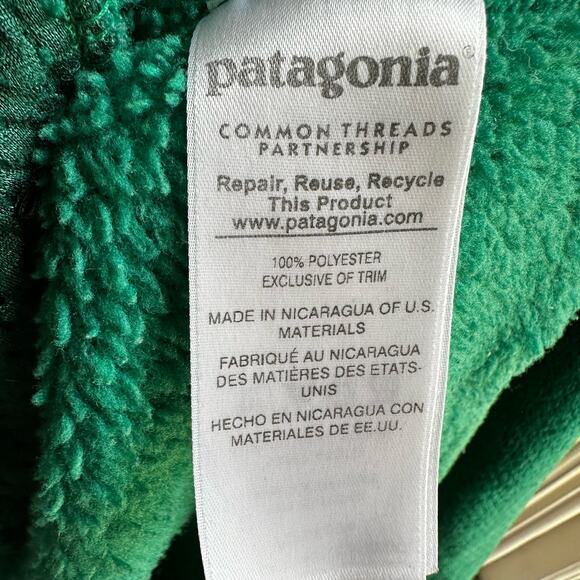 patagonia®
COMMON THREADS
PARTNERSHIP
Repair, Reuse, Recycle
This Product
www.patagonia.com
100% POLYESTER
EXCLUSIVE OF TRIM
MADE IN NICARAGUA OF U.S.
MATERIALS
FABRIQUÉ AU NICARAGUA
DES MATIÈRES DES ETATS-
UNIS
HECHO EN NICARAGUA CON
MATERIALES DE EE.UU.